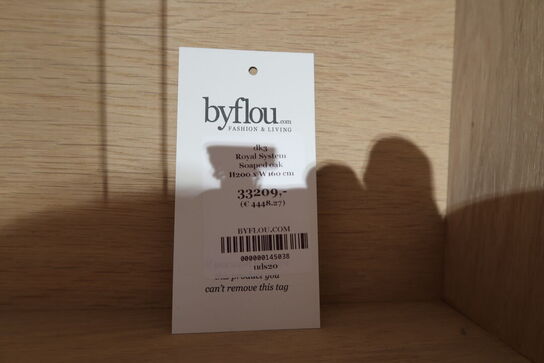 byflou.com
FASHION & LIVING
dk3
Royal System
Soaped oak
H200 x W160 cm
33209,-
(€ 4448.27)
BYFLOU.COM
000000145038
uds20
this product you
can't remove this tag